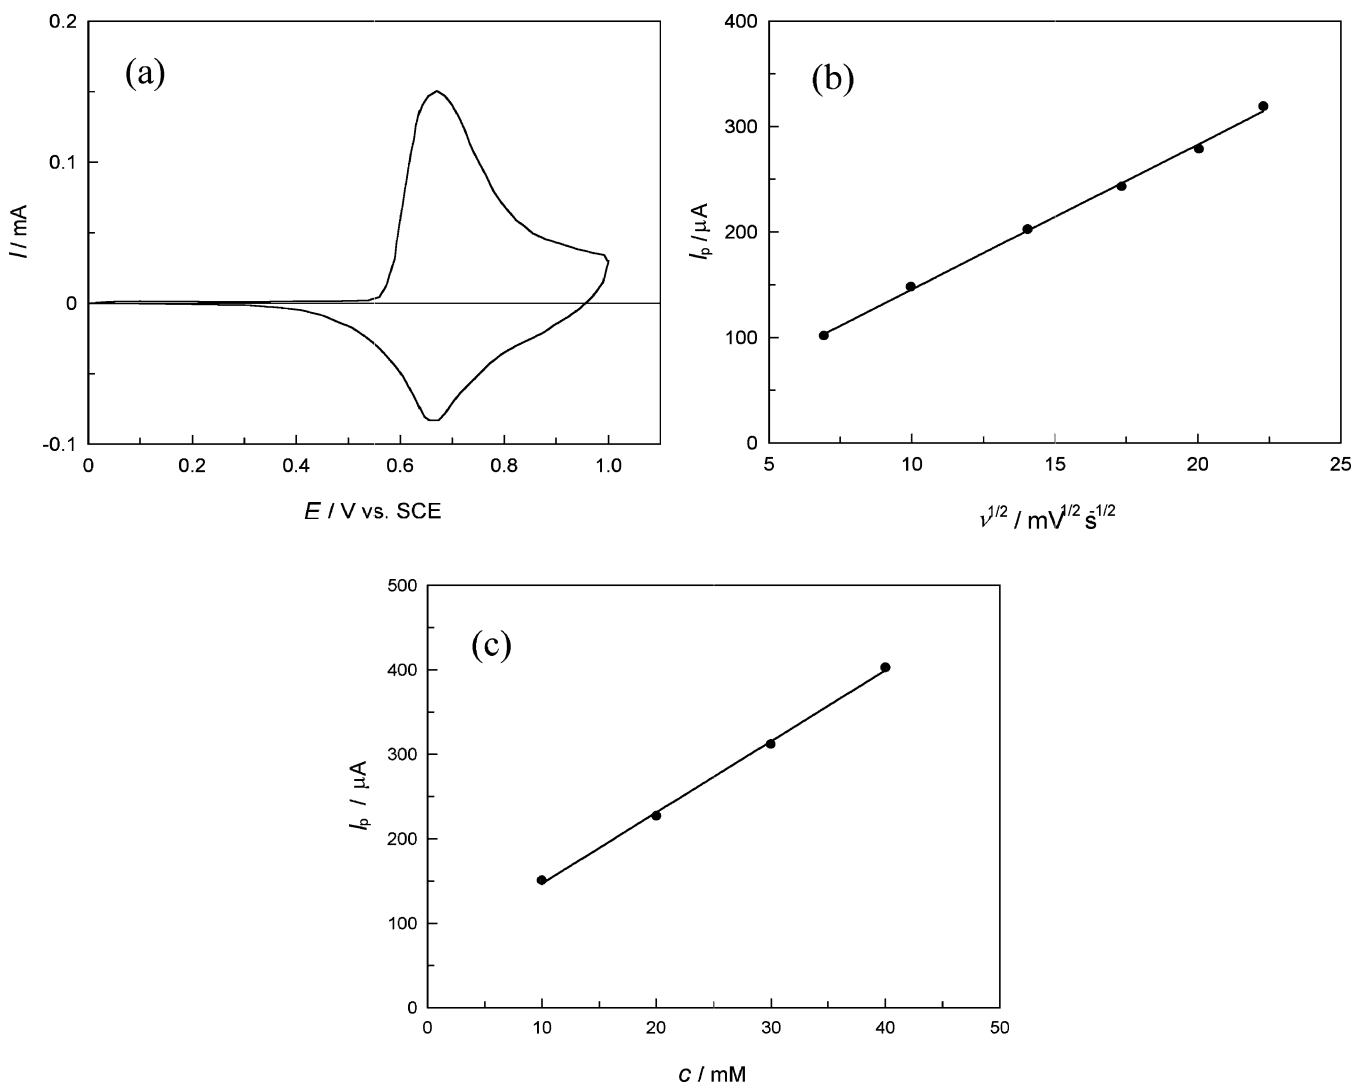 (a)
0.2
0.1
0
-0.1
I / mA
0 0.2 0.4 0.6 0.8 1.0
E / V vs. SCE
(b)
400
300
200
100
0
Ip / μA
5 10 15 20 25
ν1/2 / mV1/2 s-1/2
(c)
500
400
300
200
100
0
Ip / μA
0 10 20 30 40 50
c / mM